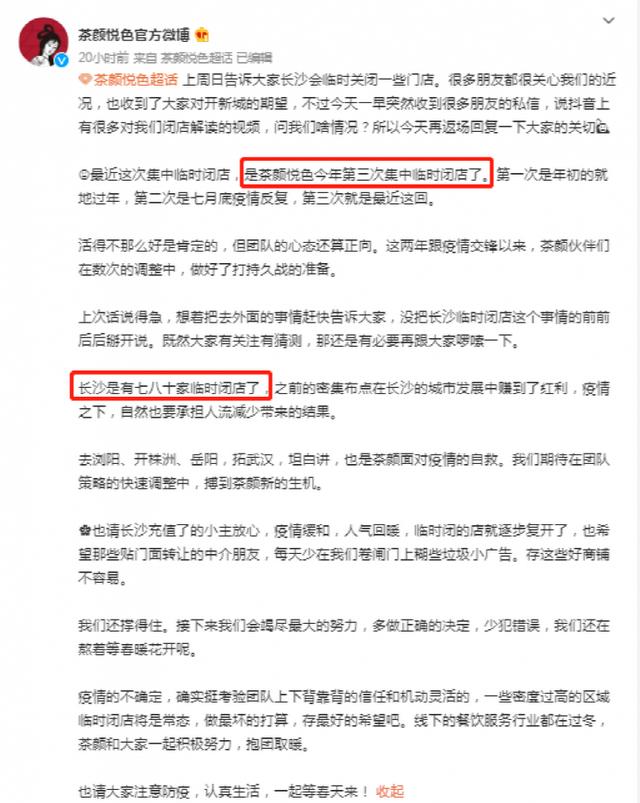 茶颜悦色官方微博
20小时前 来自 茶颜悦色超话 已编辑
茶颜悦色超话 上周日告诉大家长沙会临时关闭一些门店。很多朋友都很关心我们的近
况，也收到了大家对开新城的期望，不过今天一早突然收到很多朋友的私信，说抖音上
有很多对我们闭店解读的视频，问我们啥情况？所以今天再返场回复一下大家的关切
最近这次集中临时闭店，是茶颜悦色今年第三次集中临时闭店了。第一次是年初的就
地过年，第二次是七月底疫情反复，第三次就是最近这回。
活得不那么好是肯定的，但团队的心态还算正向。这两年跟疫情交锋以来，茶颜伙伴们
在数次的调整中，做好了打持久战的准备。
上次话说得急，想着把去外面的事情赶快告诉大家，没把长沙临时闭店这个事情的前前
后后掰开说。既然大家有关注有猜测，那还是有必要再跟大家啰嗦一下。
长沙是有七八十家临时闭店了，之前的密集布点在长沙的城市发展中赚到了红利，疫情
之下，自然也要承担人流减少带来的结果。
去浏阳、开株洲、岳阳，拓武汉，坦白讲，也是茶颜面对疫情的自救。我们期待在团队
策略的快速调整中，搏到茶颜新的生机。
也请长沙充值了的小主放心，疫情缓和，人气回暖，临时闭的店就逐步复开了，也希
望那些贴门面转让的中介朋友，每天少在我们卷闸门上糊些垃圾小广告。存这些好商铺
不容易。
我们还撑得住。接下来我们会竭尽最大的努力，多做正确的决定，少犯错误，我们还在
熬着等春暖花开呢。
疫情的不确定，确实挺考验团队上下背靠背的信任和机动灵活的，一些密度过高的区域
临时闭店将是常态，做最坏的打算，存最好的希望吧。线下的餐饮服务行业都在过冬，
茶颜和大家一起积极努力，抱团取暖。
也请大家注意防疫，认真生活，一起等春天来！ 收起